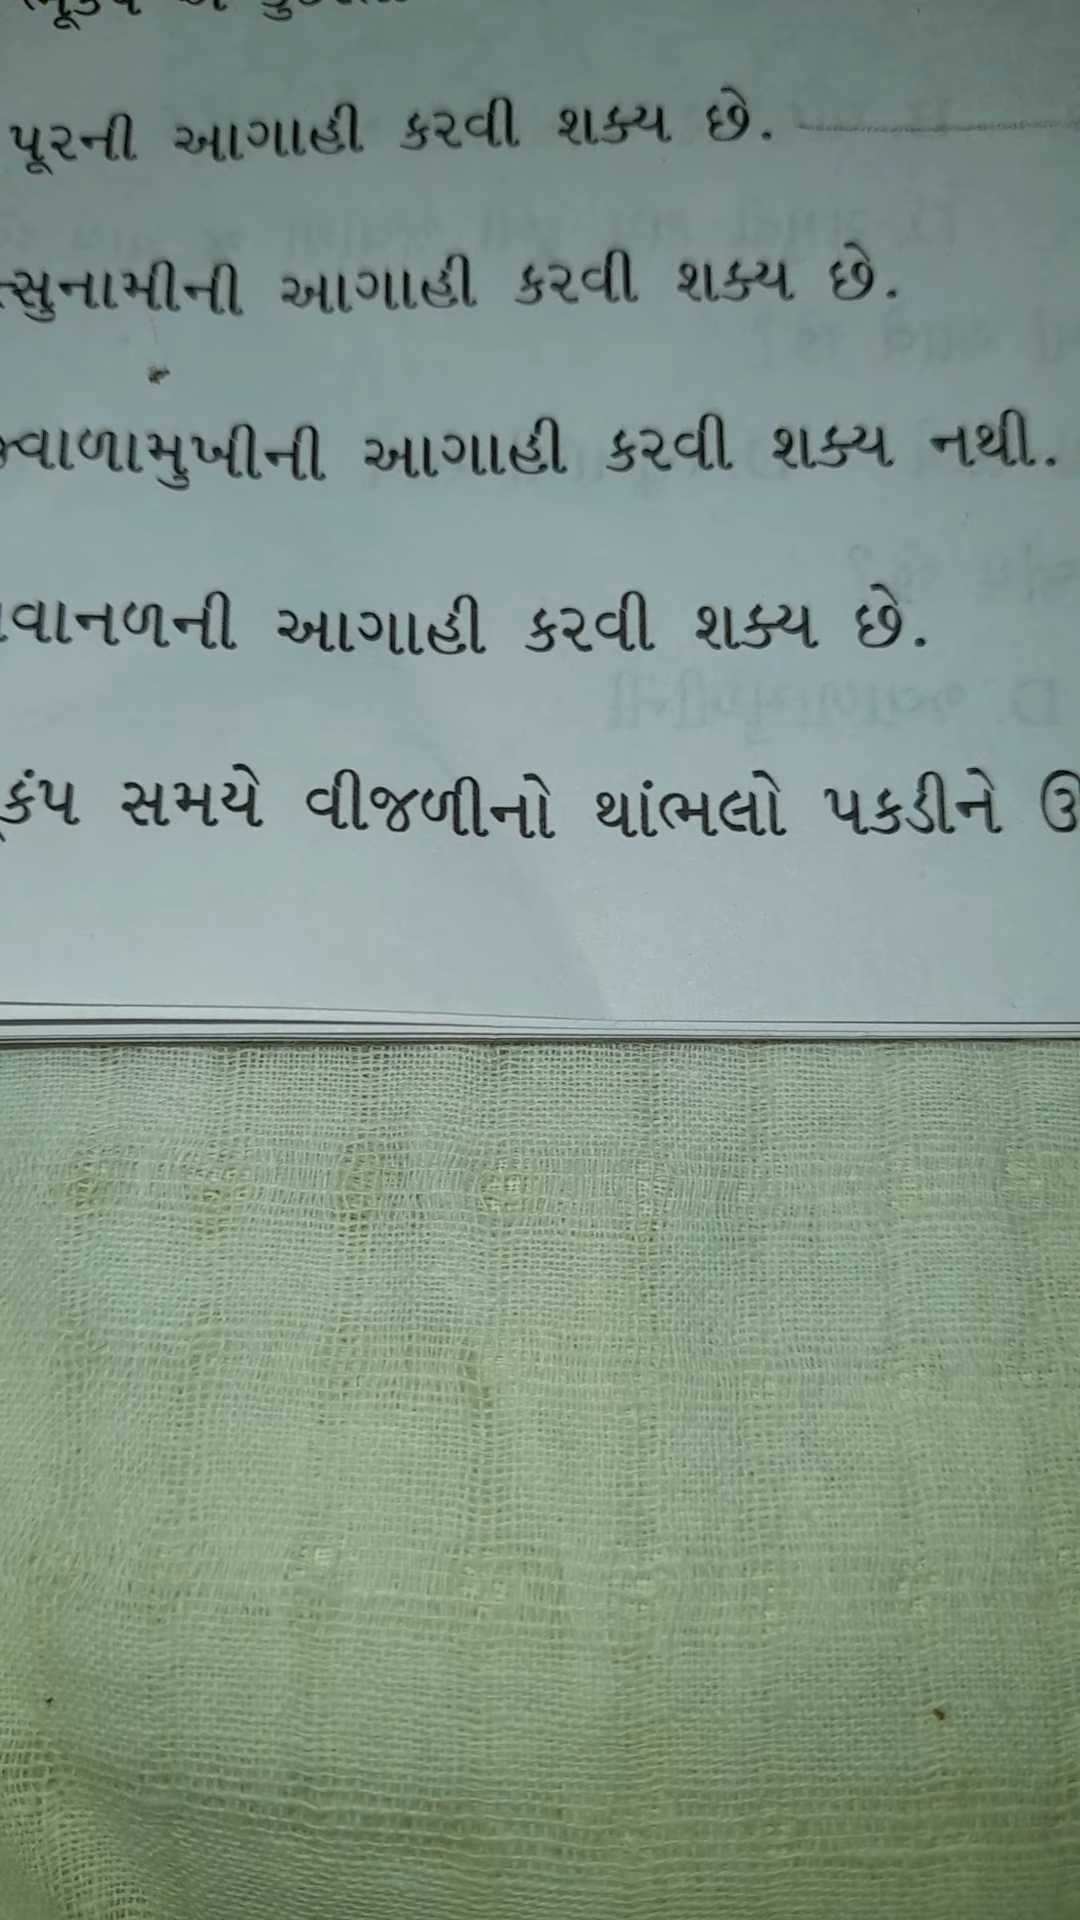 પૂરની આગાહી કરવી શક્ય છે.
ત્સુનામીની આગાહી કરવી શક્ય છે.
જ્વાળામુખીની આગાહી કરવી શક્ય નથી.
દાવાનળની આગાહી કરવી શક્ય છે.
સમયે વીજળીનો થાંભલો પકડીને